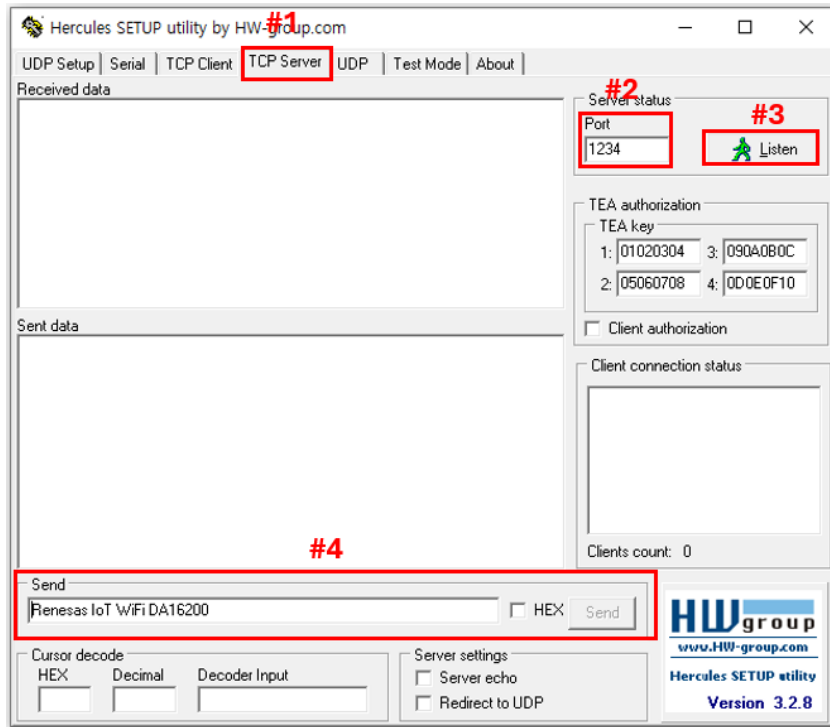 #1
Hercules SETUP utility by HW-group.com
UDP Setup Serial TCP Client TCP Server UDP Test Mode About
Received data
#2
Server status
#3
Port
1234
Listen
TEA authorization
TEA key
1: 01020304 3: 090A0B0C
2: 05060708 4: 0D0E0F10
Client authorization
Sent data
Client connection status
Clients count: 0
#4
Send
Renesas IoT WiFi DA16200 HEX Send
Cursor decode
HEX Decimal Decoder Input
Server settings
Server echo
Redirect to UDP
HW group
www.HW-group.com
Hercules SETUP utility
Version 3.2.8